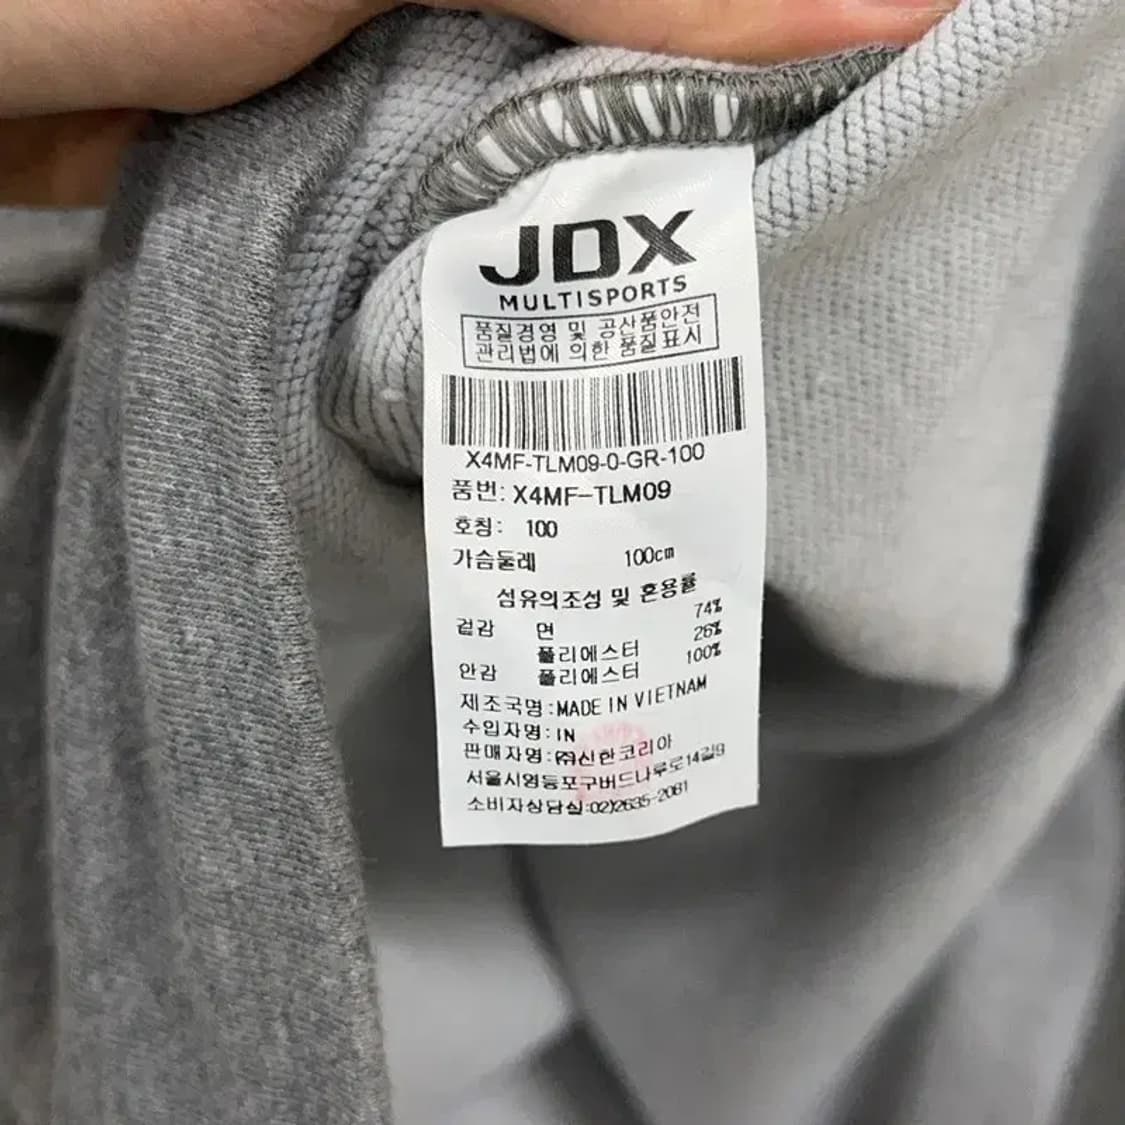 JDX
MULTISPORTS
품질경영 및 공산품안전
관리법에 의한 품질표시
X4MF-TLM09-0-GR-100
품번: X4MF-TLM09
호칭: 100
가슴둘레 100cm
섬유의조성 및 혼용률
겉감 면 74%
폴리에스터 26%
안감 폴리에스터 100%
제조국명:MADE IN VIETNAM
수입자명:IN
판매자명:㈜신한코리아
서울시영등포구버드나루로14길9
소비자상담실:02)2635-2081